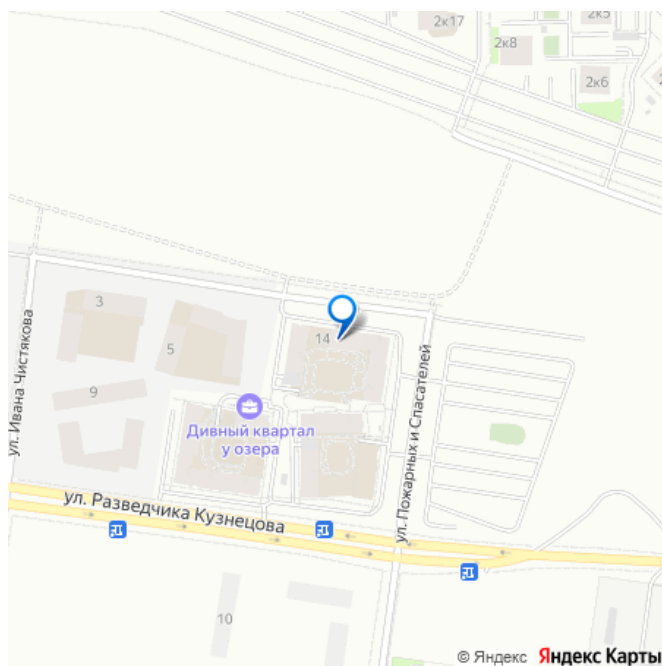 2к17
2к5
2к8
2к6
3
14
5
9
Дивный квартал
у озера
ул. Ивана Чистякова
ул. Пожарных и Спасателей
ул. Разведчика Кузнецова
10
© Яндекс Яндекс Карты